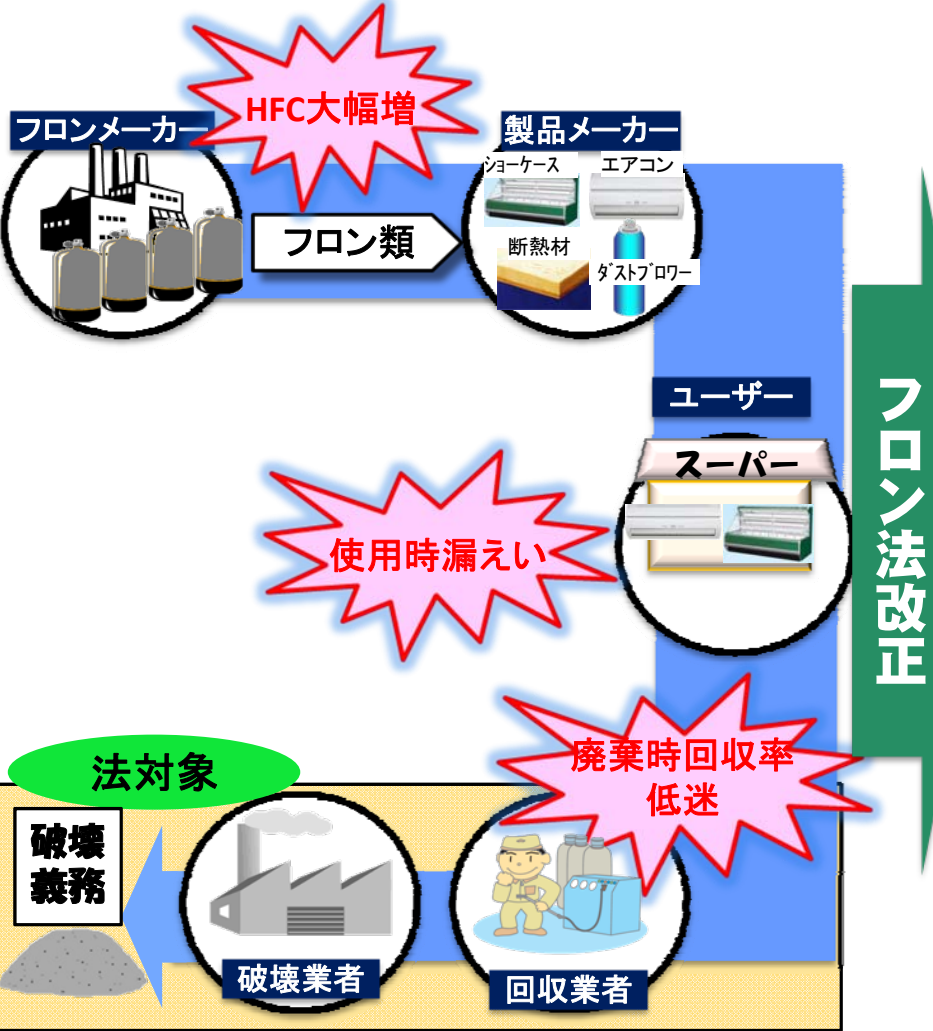 HFC大幅増
フロンメーカー
製品メーカー
ショーケース
エアコン
フロン類
断熱材
ダストブロワー
ユーザー
スーパー
使用時漏えい
フロン法改正
廃棄時回収率
低迷
法対象
破壊
義務
破壊業者
回収業者